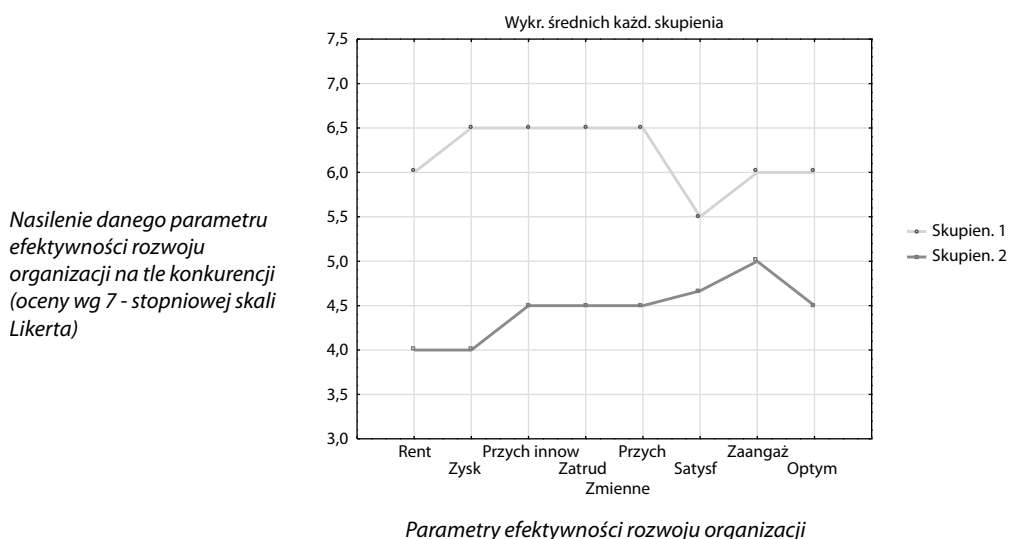 Wykr. średnich każd. skupienia
7,5
7,0
6,5
6,0
5,5
5,0
4,5
4,0
3,5
3,0
Nasilenie danego parametru
efektywności rozwoju
organizacji na tle konkurencji
(oceny wg 7 - stopniowej skali
Likerta)
Skupien. 1
Skupien. 2
Rent Przych innow Przych Zaangaż
Zysk Zatrud Satysf Optym
Zmienne
Parametry efektywności rozwoju organizacji